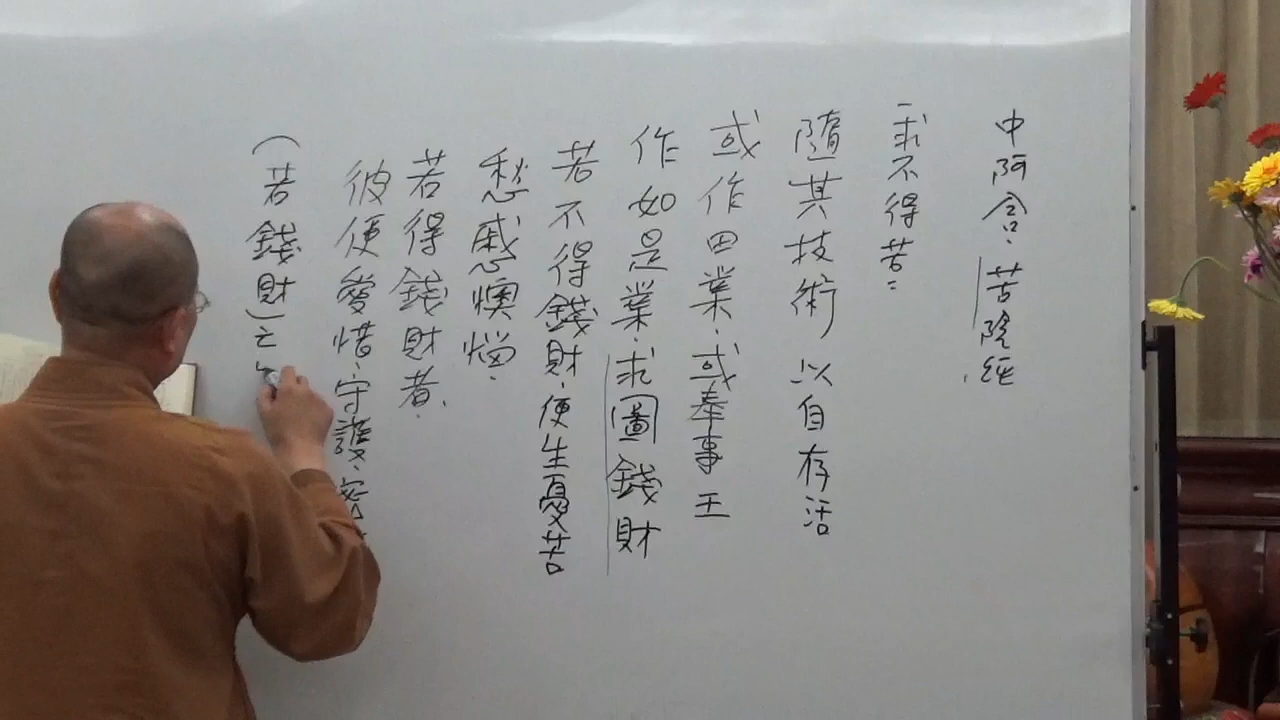 中阿含．苦陰經．
一求不得苦：
隨其技術以自存活
或作田業．或奉事王
作如是業．求圖錢財
若不得錢財．便生憂苦
愁慼懊惱．
若得錢財者．
彼便愛惜．守護．密
（若錢財）亡